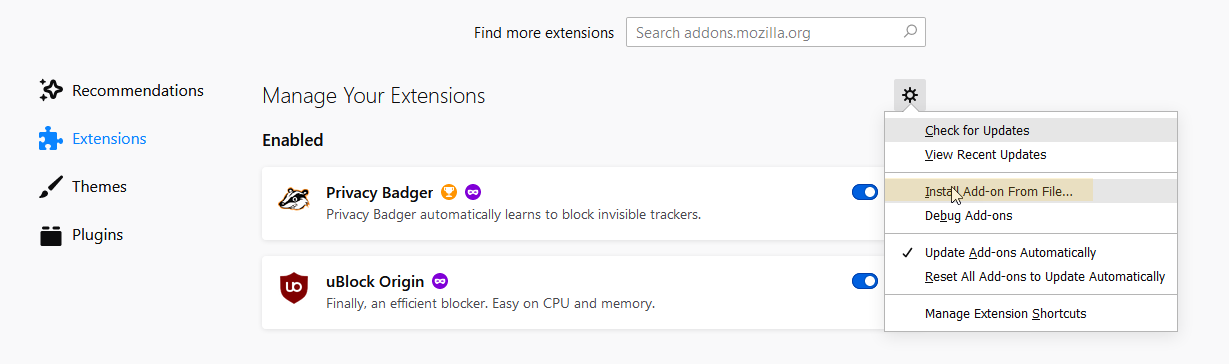 Find more extensions
Search addons.mozilla.org
Recommendations
Extensions
Themes
Plugins
Manage Your Extensions
Enabled
Privacy Badger
Privacy Badger automatically learns to block invisible trackers.
uBlock Origin
Finally, an efficient blocker. Easy on CPU and memory.
Check for Updates
View Recent Updates
Install Add-on From File...
Debug Add-ons
Update Add-ons Automatically
Reset All Add-ons to Update Automatically
Manage Extension Shortcuts